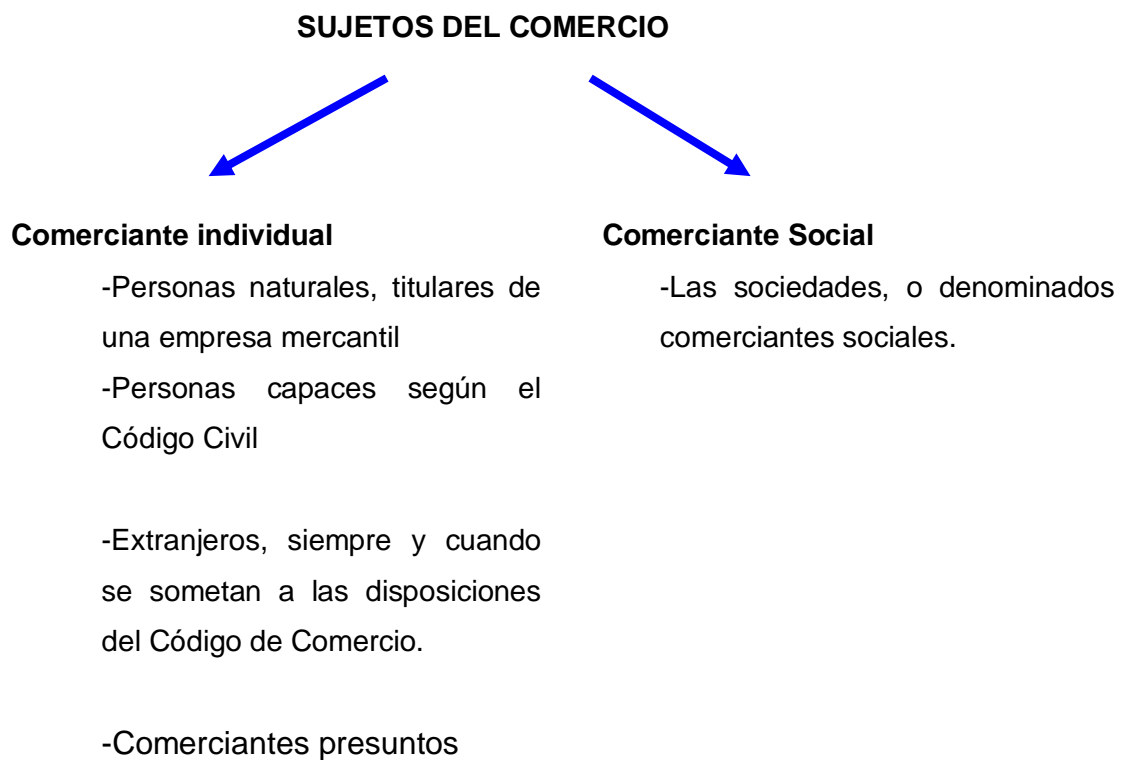 SUJETOS DEL COMERCIO
Comerciante individual
-Personas naturales, titulares de
una empresa mercantil
-Personas capaces según el
Código Civil
-Extranjeros, siempre y cuando
se sometan a las disposiciones
del Código de Comercio.
-Comerciantes presuntos
Comerciante Social
-Las sociedades, o denominados
comerciantes sociales.